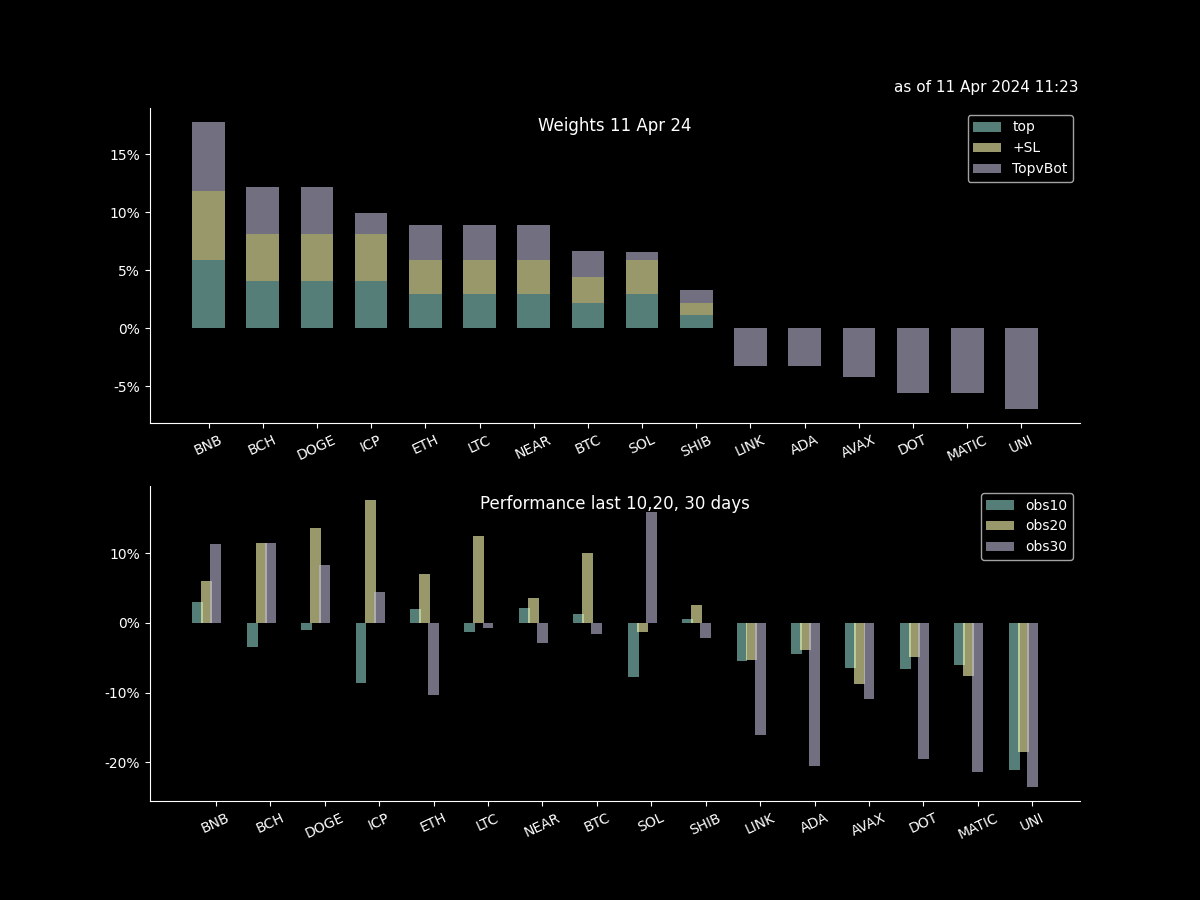 as of 11 Apr 2024 11:23
Weights 11 Apr 24
top
+SL
TopvBot
15%
10%
5%
0%
-5%
BNB BCH DOGE ICP ETH LTC NEAR BTC SOL SHIB LINK ADA AVAX DOT MATIC UNI
Performance last 10,20, 30 days
obs10
obs20
obs30
10%
0%
-10%
-20%
BNB BCH DOGE ICP ETH LTC NEAR BTC SOL SHIB LINK ADA AVAX DOT MATIC UNI